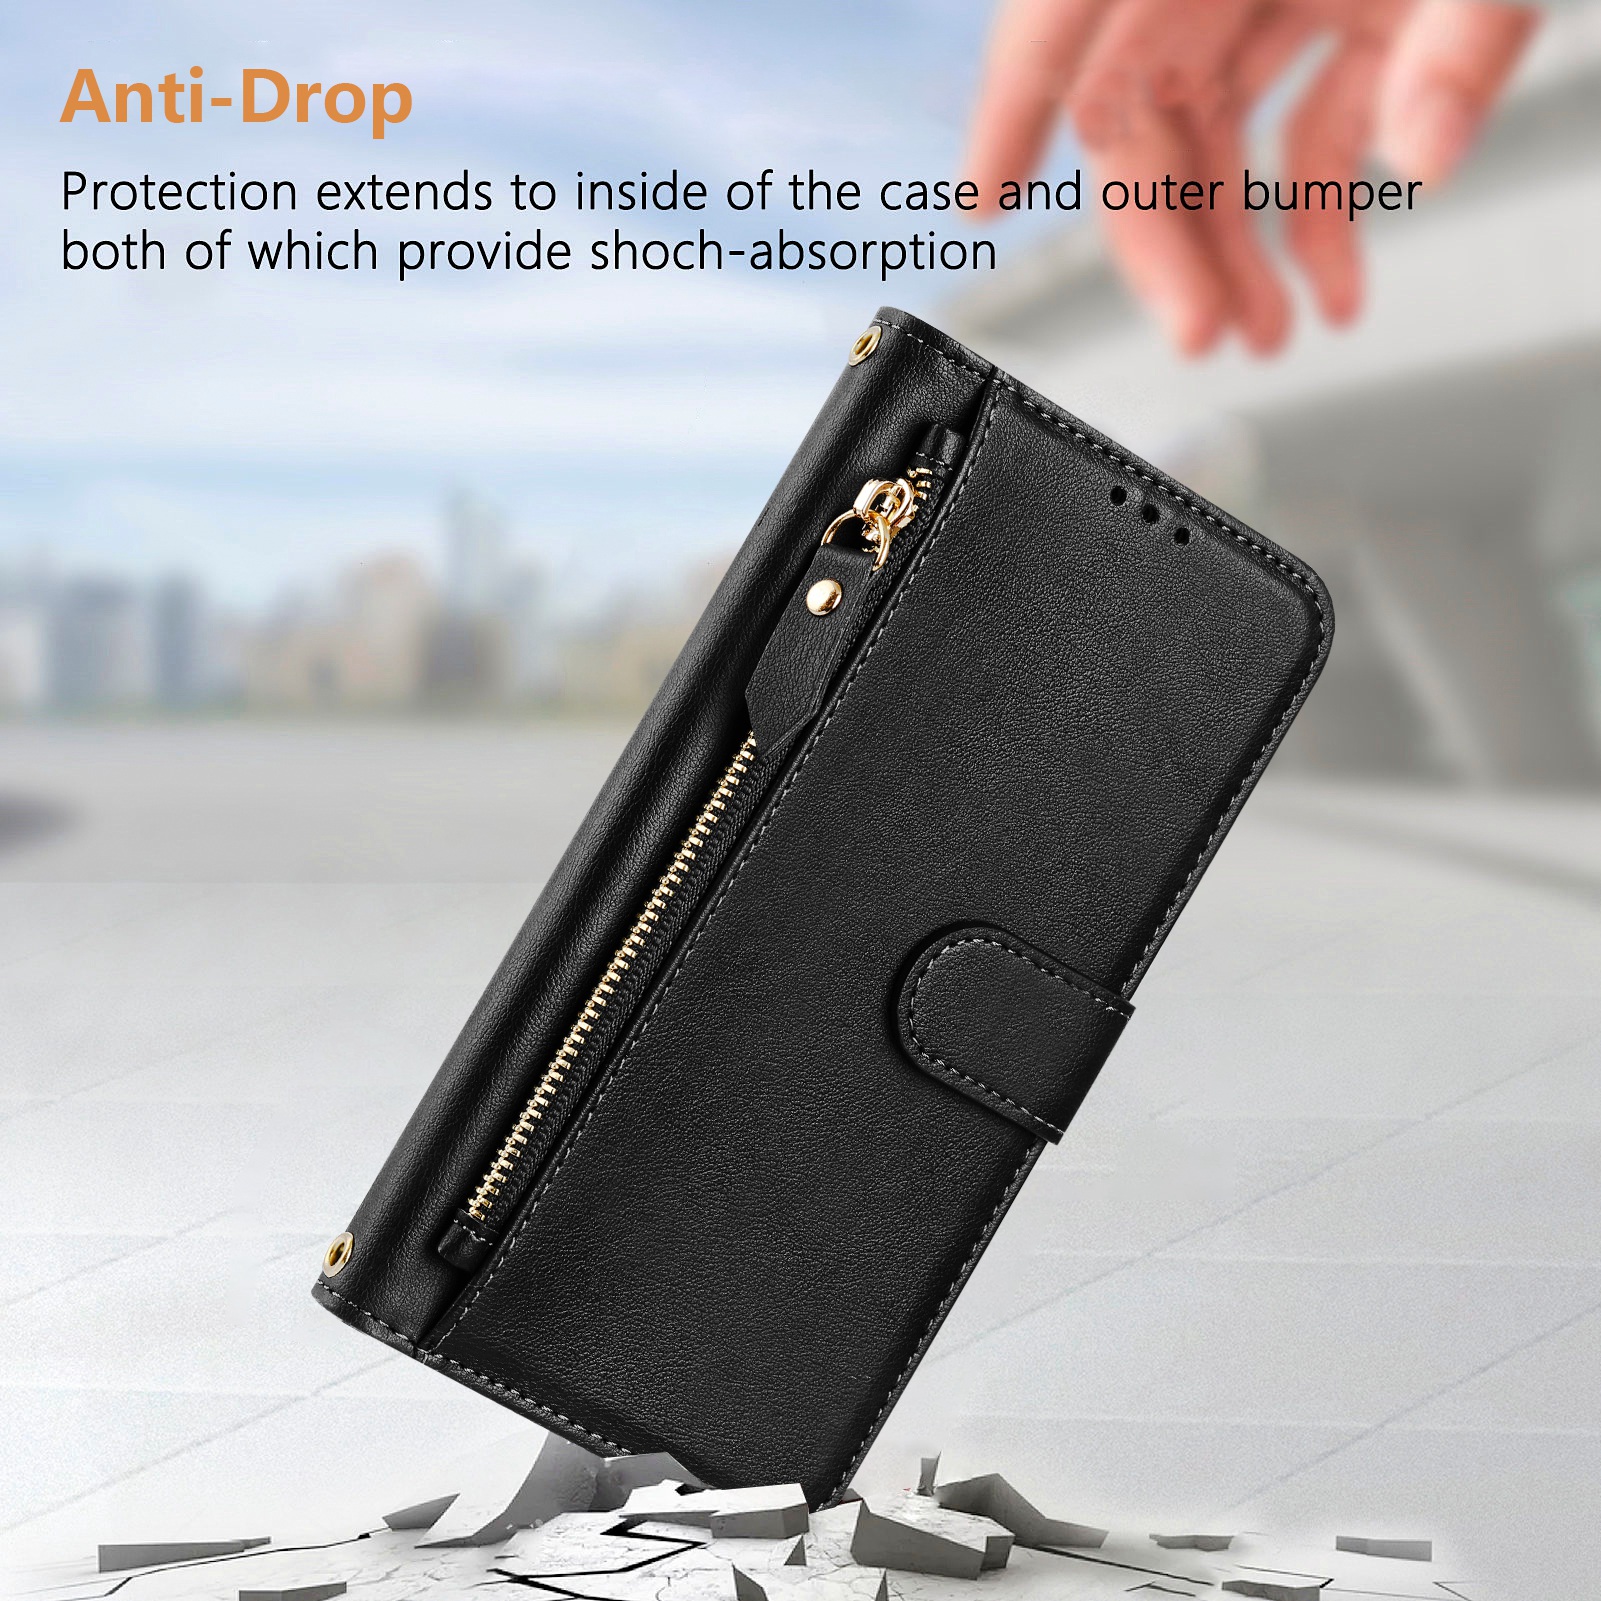 Anti-Drop
Protection extends to inside of the case and outer bumper
both of which provide shoch-absorption